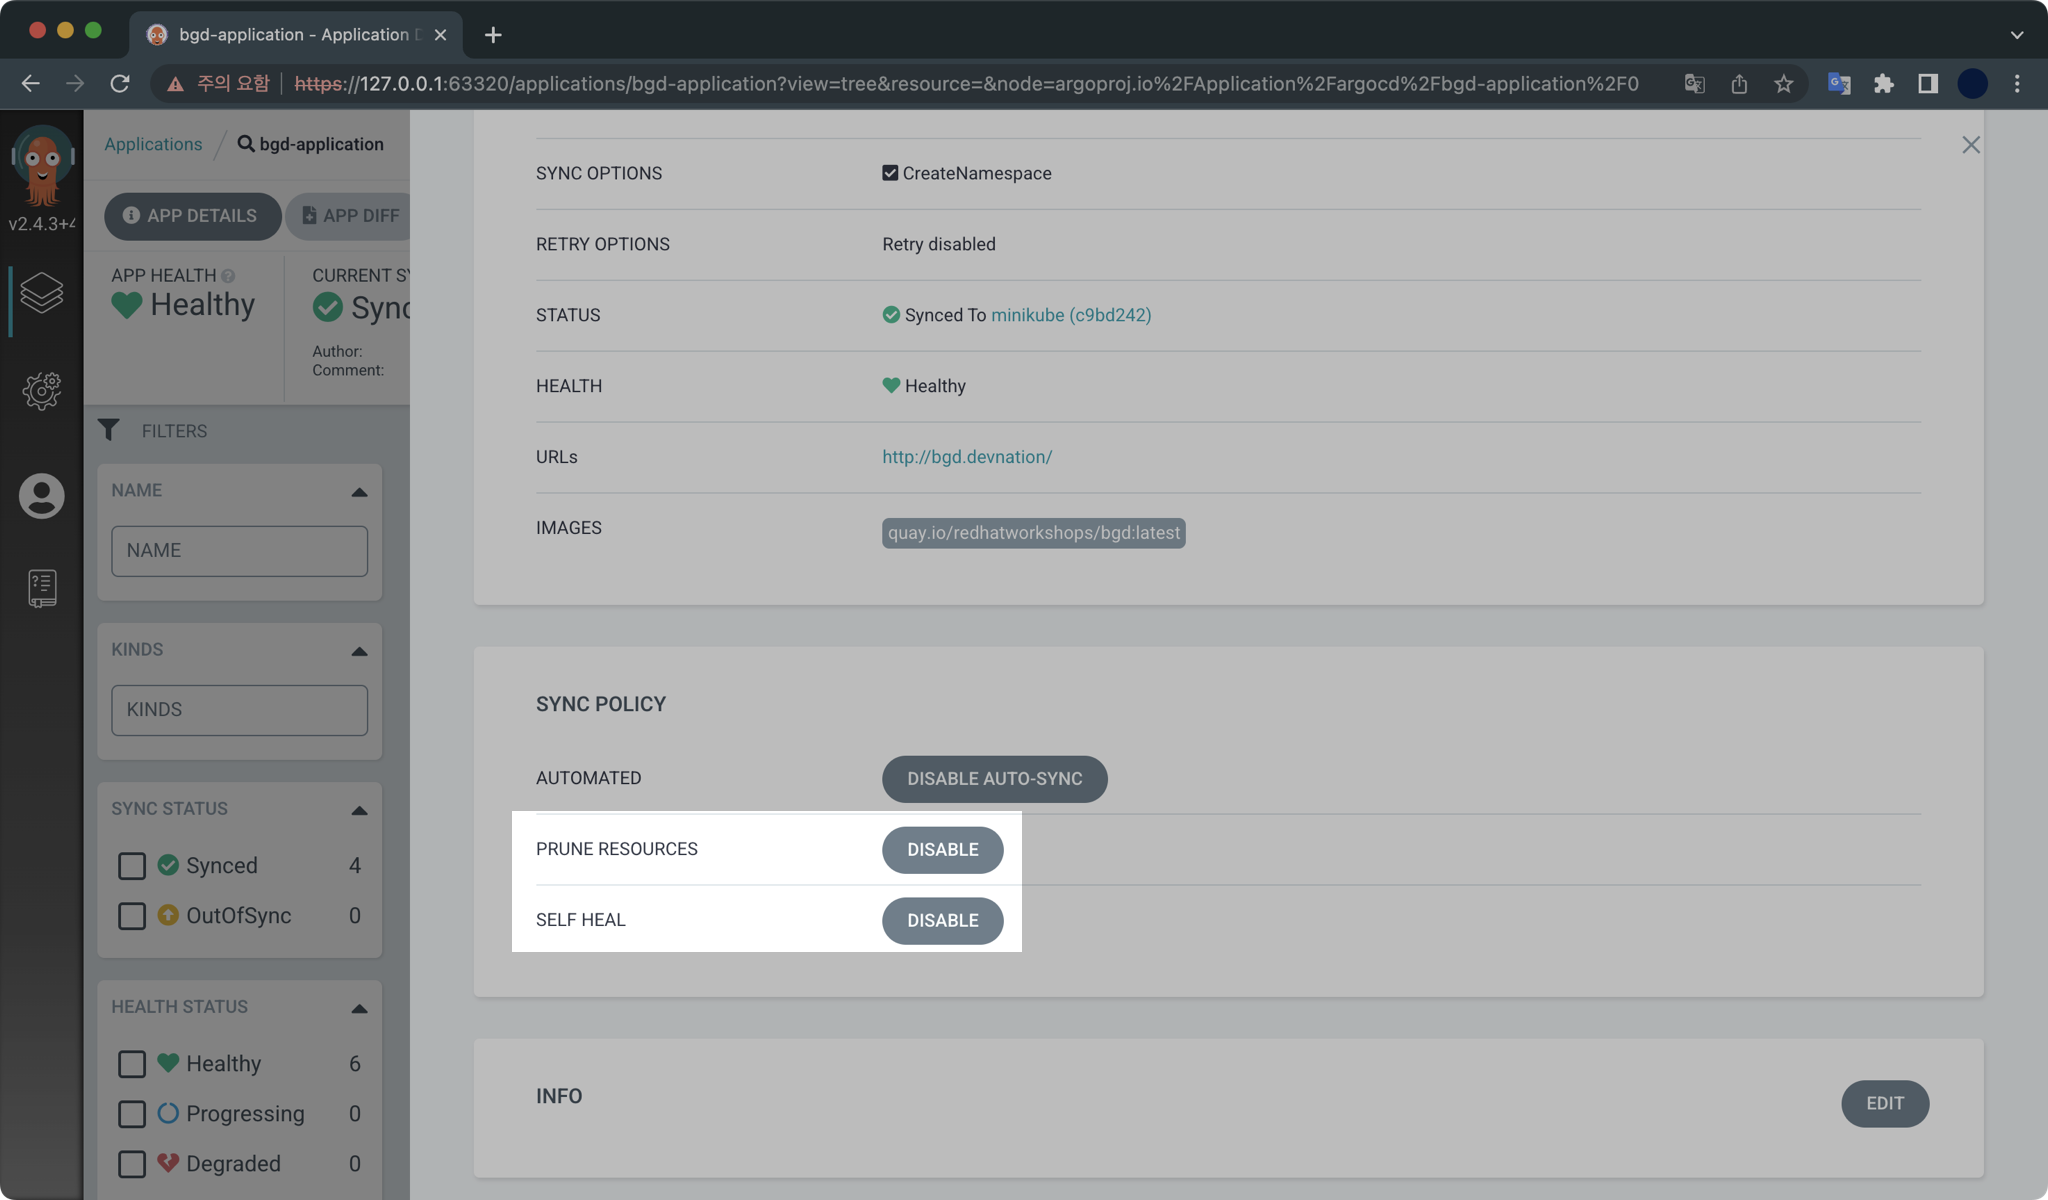 bgd-application - Application D
주의 요함
https://127.0.0.1:63320/applications/bgd-application?view=tree&resource=&node=argoproj.io%2FApplication%2Fargocd%2Fbgd-application%2F0
v2.4.3+4
Applications / bgd-application
APP DETAILS
APP DIFF
APP HEALTH
Healthy
CURRENT SY
Sync
Author:
Comment:
FILTERS
NAME
NAME
KINDS
KINDS
SYNC STATUS
Synced 4
OutOfSync 0
HEALTH STATUS
Healthy 6
Progressing 0
Degraded 0
SYNC OPTIONS CreateNamespace
RETRY OPTIONS Retry disabled
STATUS Synced To minikube (c9bd242)
HEALTH Healthy
URLs http://bgd.devnation/
IMAGES quay.io/redhatworkshops/bgd:latest
SYNC POLICY
AUTOMATED DISABLE AUTO-SYNC
PRUNE RESOURCES DISABLE
SELF HEAL DISABLE
INFO
EDIT